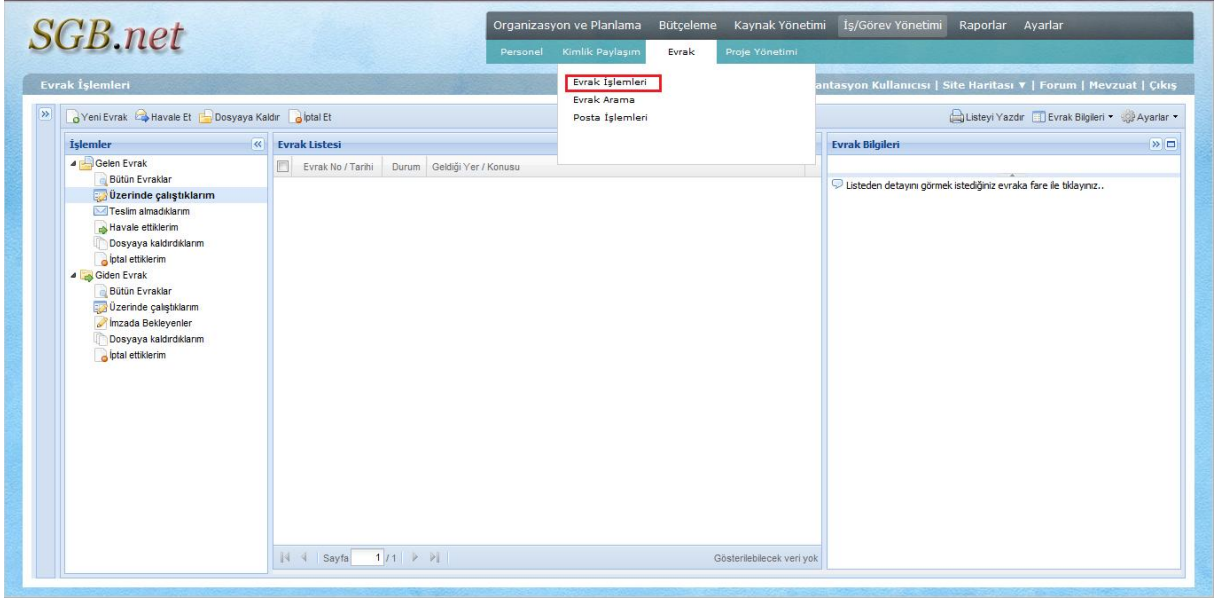 SGB.net
Organizasyon ve Planlama Bütçeleme Kaynak Yönetimi İş/Görev Yönetimi Raporlar Ayarlar
Personel Kimlik Paylaşım Evrak Proje Yönetimi
Evrak İşlemleri
Evrak Arama
Posta İşlemleri
Evrak İşlemleri
Kullanıcısı | Site Haritası ▼ | Forum | Mevzuat | Çıkış
Yeni Evrak Havale Et Dosyaya Kaldır İptal Et
Listeyi Yazdır Evrak Bilgileri Ayarlar
İşlemler
Gelen Evrak
Bütün Evraklar
Üzerinde çalıştıklarım
Teslim almadıklarım
Havale ettiklerim
Dosyaya kaldırdıklarım
İptal ettiklerim
Giden Evrak
Bütün Evraklar
Üzerinde çalıştıklarım
İmzada Bekleyenler
Dosyaya kaldırdıklarım
İptal ettiklerim
Evrak Listesi
Evrak No / Tarihi Durum Geldiği Yer / Konusu
Sayfa 1 / 1
Gösterilebilecek veri yok
Evrak Bilgileri
Listeden detayını görmek istediğiniz evraka fare ile tıklayınız..